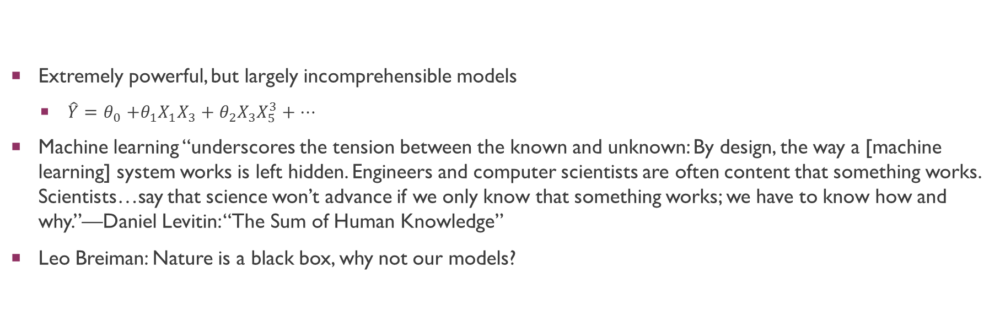 ▪ Extremely powerful, but largely incomprehensible models
▪ Ŷ = θ₀ +θ₁X₁X₃ + θ₂X₃X₅³ + ⋯
▪ Machine learning “underscores the tension between the known and unknown: By design, the way a [machine
learning] system works is left hidden. Engineers and computer scientists are often content that something works.
Scientists…say that science won’t advance if we only know that something works; we have to know how and
why.”—Daniel Levitin: “The Sum of Human Knowledge”
▪ Leo Breiman: Nature is a black box, why not our models?